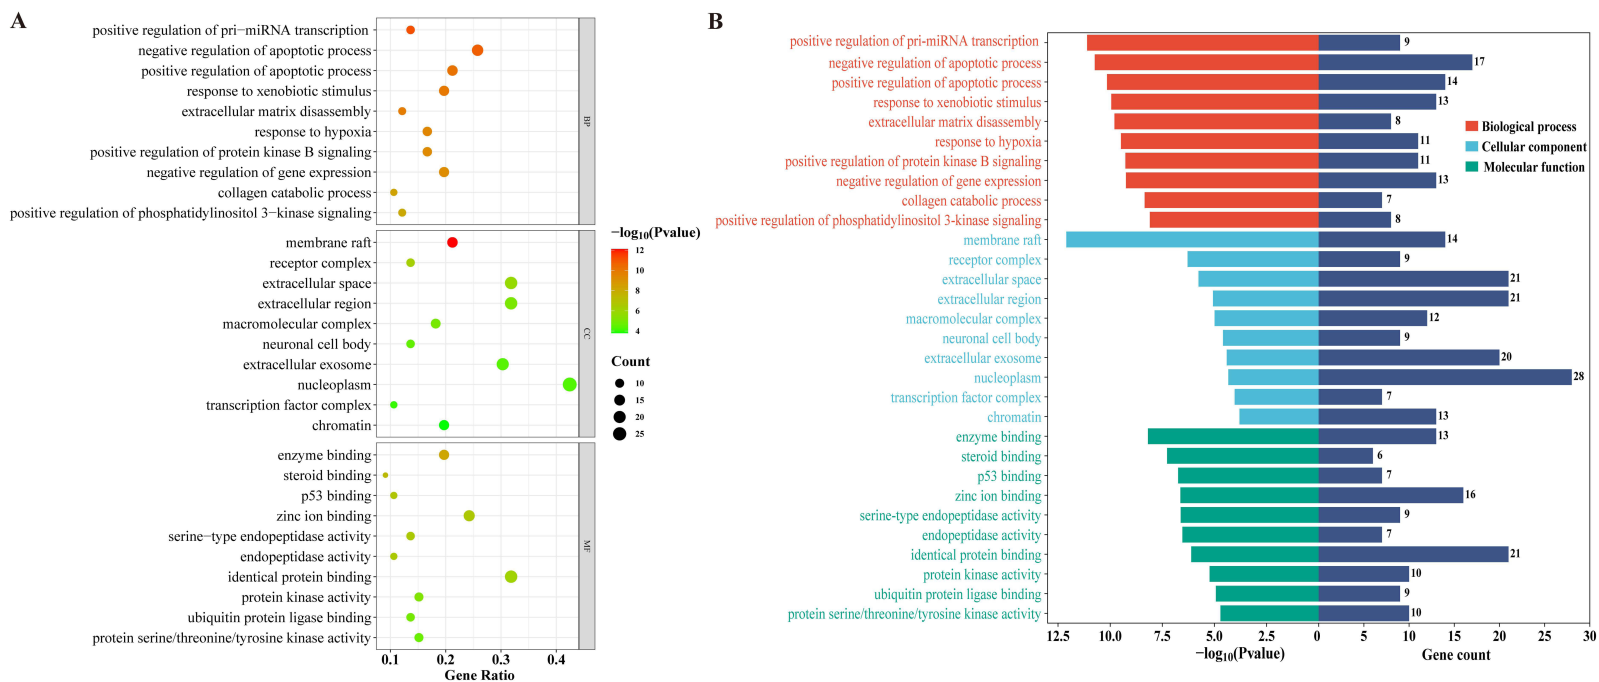 A
positive regulation of pri−miRNA transcription
negative regulation of apoptotic process
positive regulation of apoptotic process
response to xenobiotic stimulus
extracellular matrix disassembly
response to hypoxia
positive regulation of protein kinase B signaling
negative regulation of gene expression
collagen catabolic process
positive regulation of phosphatidylinositol 3−kinase signaling
BP
membrane raft
receptor complex
extracellular space
extracellular region
macromolecular complex
neuronal cell body
extracellular exosome
nucleoplasm
transcription factor complex
chromatin
CC
enzyme binding
steroid binding
p53 binding
zinc ion binding
serine−type endopeptidase activity
endopeptidase activity
identical protein binding
protein kinase activity
ubiquitin protein ligase binding
protein serine/threonine/tyrosine kinase activity
MF
0.1 0.2 0.3 0.4
Gene Ratio
−log10(Pvalue)
12
10
8
6
4
Count
10
15
20
25
B
positive regulation of pri-miRNA transcription 9
negative regulation of apoptotic process 17
positive regulation of apoptotic process 14
response to xenobiotic stimulus 13
extracellular matrix disassembly 8
response to hypoxia 11
positive regulation of protein kinase B signaling 11
negative regulation of gene expression 13
collagen catabolic process 7
positive regulation of phosphatidylinositol 3-kinase signaling 8
membrane raft 14
receptor complex 9
extracellular space 21
extracellular region 21
macromolecular complex 12
neuronal cell body 9
extracellular exosome 20
nucleoplasm 28
transcription factor complex 7
chromatin 13
enzyme binding 13
steroid binding 6
p53 binding 7
zinc ion binding 16
serine-type endopeptidase activity 9
endopeptidase activity 7
identical protein binding 21
protein kinase activity 10
ubiquitin protein ligase binding 9
protein serine/threonine/tyrosine kinase activity 10
Biological process
Cellular component
Molecular function
12.5 10.0 7.5 5.0 2.5 0 5 10 15 20 25 30
−log10(Pvalue) Gene count